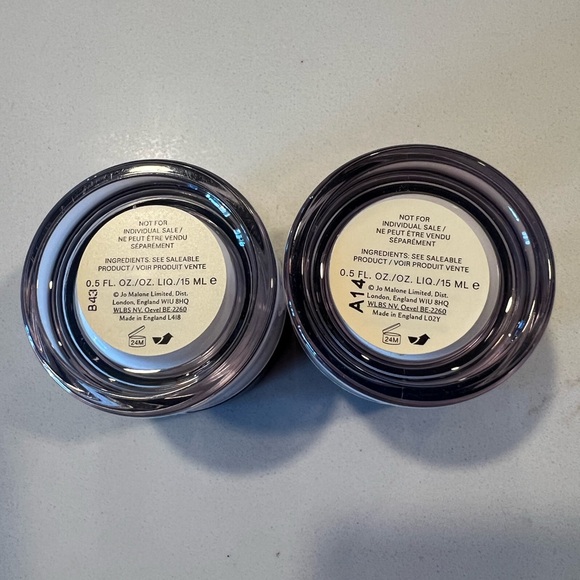 NOT FOR
INDIVIDUAL SALE/
NE PEUT ÊTRE VENDU
SÉPARÉMENT
INGREDIENTS: SEE SALEABLE
PRODUCT/VOIR PRODUIT VENTE
0.5 FL. OZ./OZ. LIQ./15 ML e
© Jo Malone Limited, Dist.
London, England W1U 8HQ
WLBS NV, Oevel BE-2260
Made in England L418
24M
B43
NOT FOR
INDIVIDUAL SALE/
NE PEUT ÊTRE VENDU
SÉPARÉMENT
INGREDIENTS: SEE SALEABLE
PRODUCT/VOIR PRODUIT VENTE
0.5 FL. OZ./OZ. LIQ./15 ML e
© Jo Malone Limited, Dist.
London, England W1U 8HQ
WLBS NV, Oevel BE-2260
Made in England L02Y
24M
A14